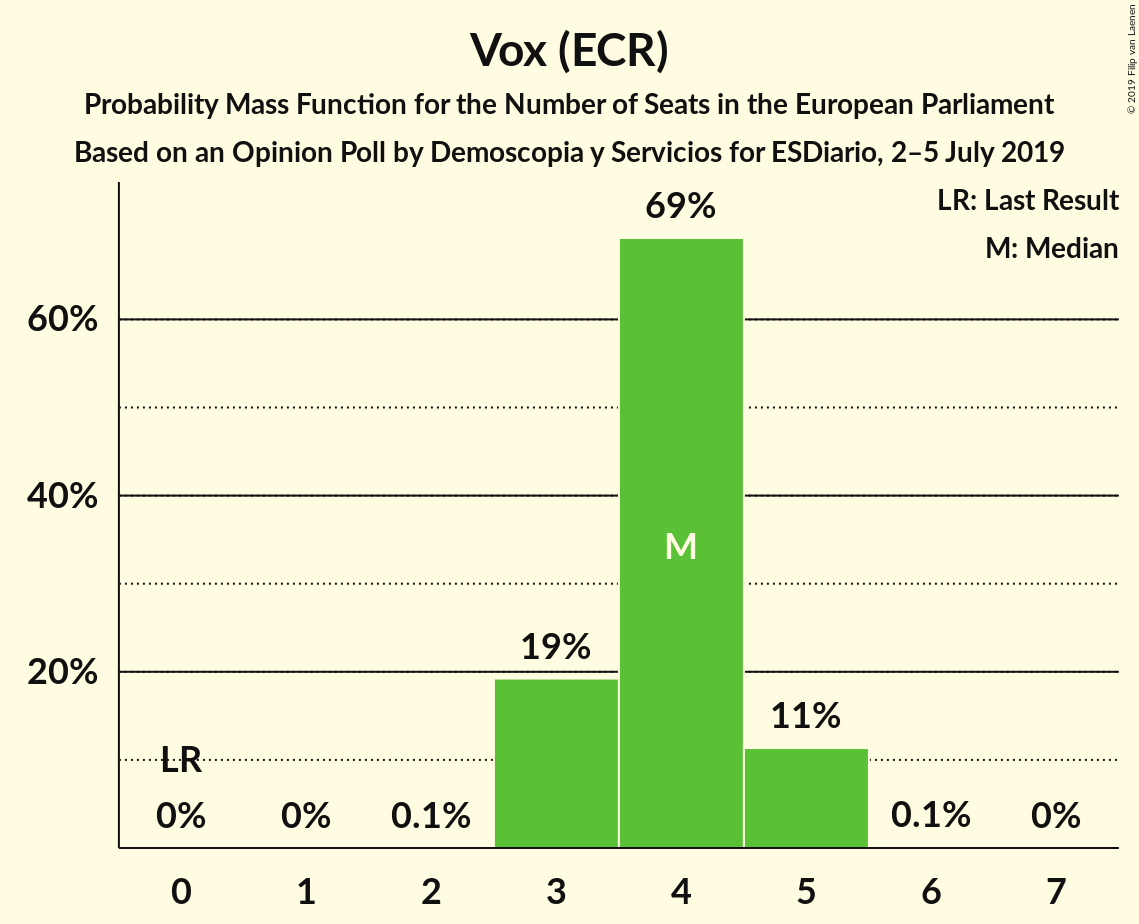 Vox (ECR)
Probability Mass Function for the Number of Seats in the European Parliament
Based on an Opinion Poll by Demoscopia y Servicios for ESDiario, 2–5 July 2019
© 2019 Filip van Laenen
LR: Last Result
M: Median
69%
60%
40%
M
19%
20%
11%
LR
0%
0%
0.1%
0.1%
0%
0 1 2 3 4 5 6 7